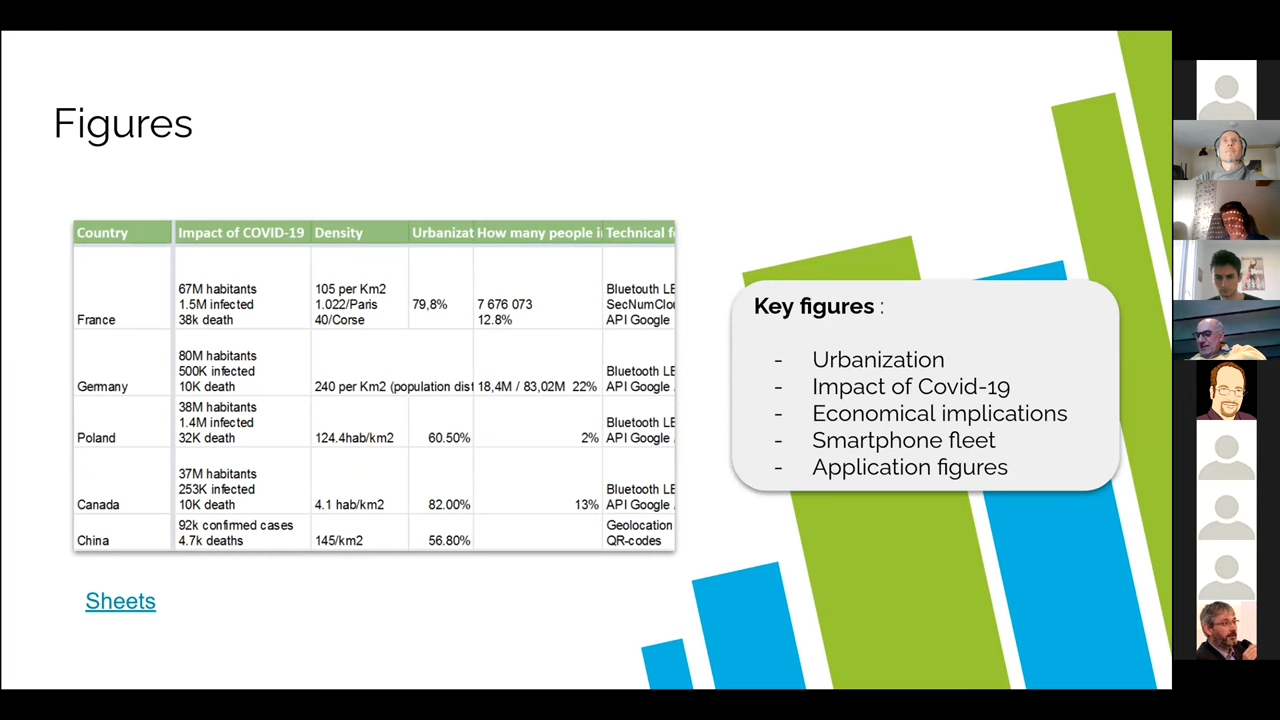 Figures
Country Impact of COVID-19 Density Urbanizat How many people i Technical f
67M habitants 105 per Km2 Bluetouth LE
1.5M infected 1.022/Paris 79,8% 7 676 073 SecNumClou
France 38k death 40/Corse 12.8% API Google
80M habitants
500K infected Bluetooth LE
Germany 10K death 240 per Km2 (population dist 18,4M / 83,02M 22% API Google
38M habitants
1.4M infected Bluetooth LE
Poland 32K death 124.4hab/km2 60.50% 2% API Google
37M habitants
253K infected Bluetooth LE
Canada 10K death 4.1 hab/km2 82.00% 13% API Google
92k confirmed cases Geolocation
China 4.7k deaths 145/km2 56.80% QR-codes
Sheets
Key figures :
- Urbanization
- Impact of Covid-19
- Economical implications
- Smartphone fleet
- Application figures